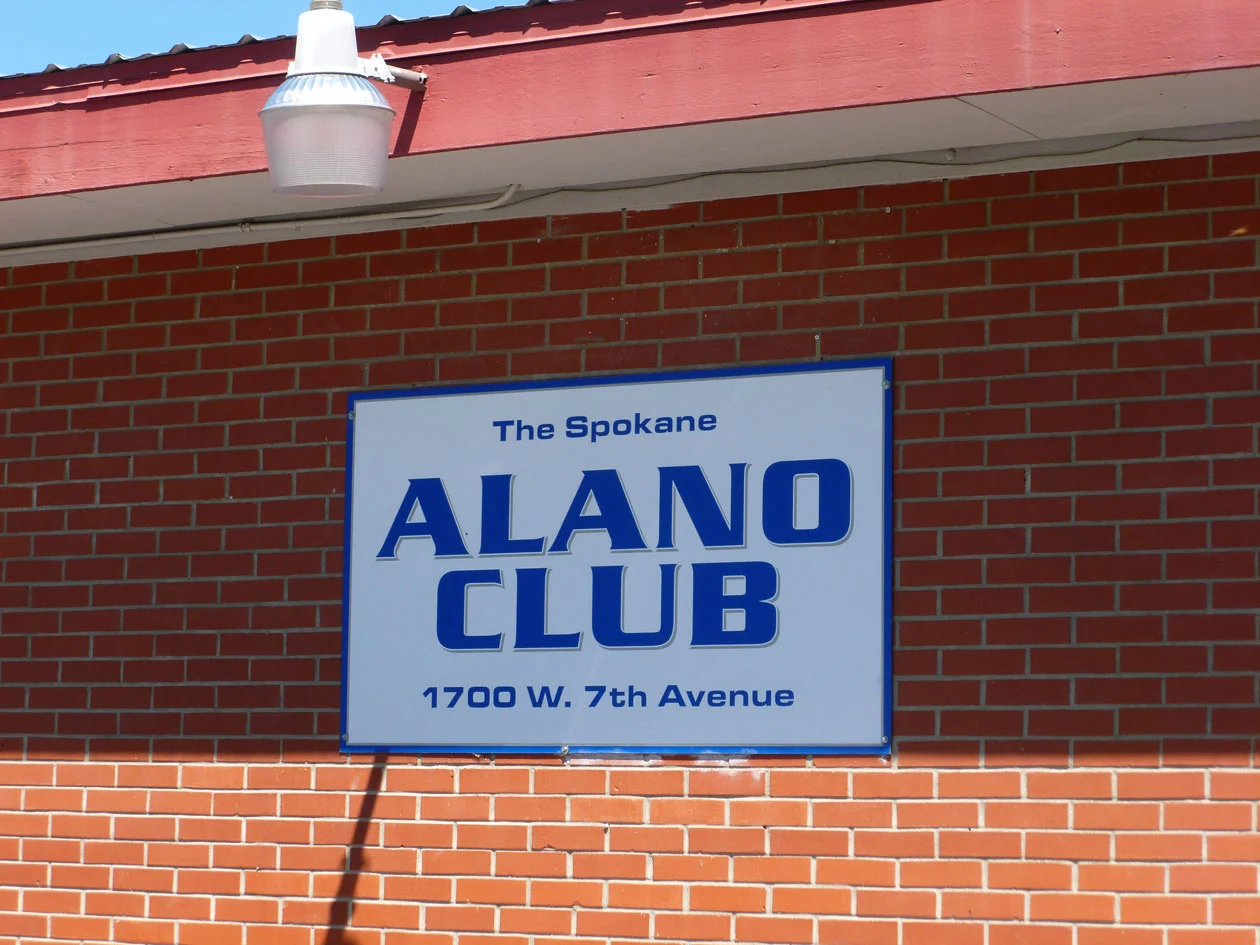 The Spokane
ALANO
CLUB
1700 W. 7th Avenue